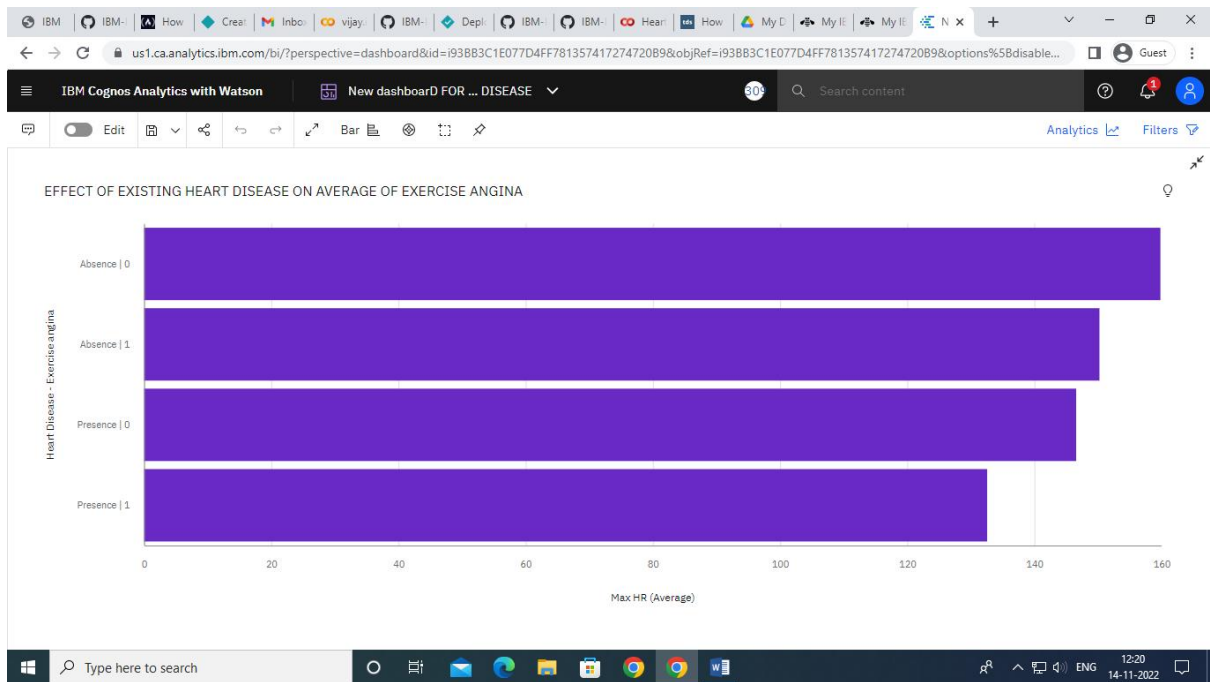 IBM IBM- How Creat Inbo vijay. IBM- Depl IBM- IBM- Hear How My D My IE My IE N
us1.ca.analytics.ibm.com/bi/?perspective=dashboard&id=i93BB3C1E077D4FF781357417274720B9&objRef=i93BB3C1E077D4FF781357417274720B9&options%5Bdisable... Guest
IBM Cognos Analytics with Watson New dashboarD FOR ... DISEASE 309 Search content 1
Edit Bar Analytics Filters
EFFECT OF EXISTING HEART DISEASE ON AVERAGE OF EXERCISE ANGINA
Heart Disease - Exercise angina
Absence | 0
Absence | 1
Presence | 0
Presence | 1
0 20 40 60 80 100 120 140 160
Max HR (Average)
Type here to search ENG 12:20
14-11-2022